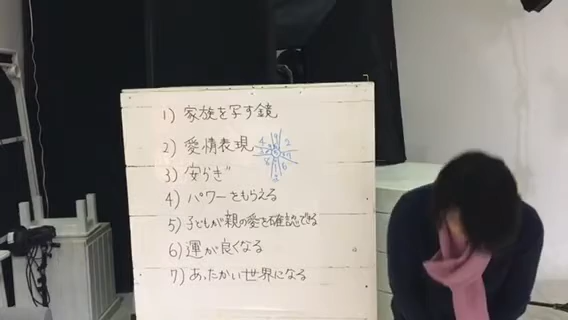 1) 家族を写す鏡
2) 愛情表現
3) 安らぎ
4) パワーをもらえる
5) 子どもが親の愛を確認できる
6) 運が良くなる
7) あったかい世界になる